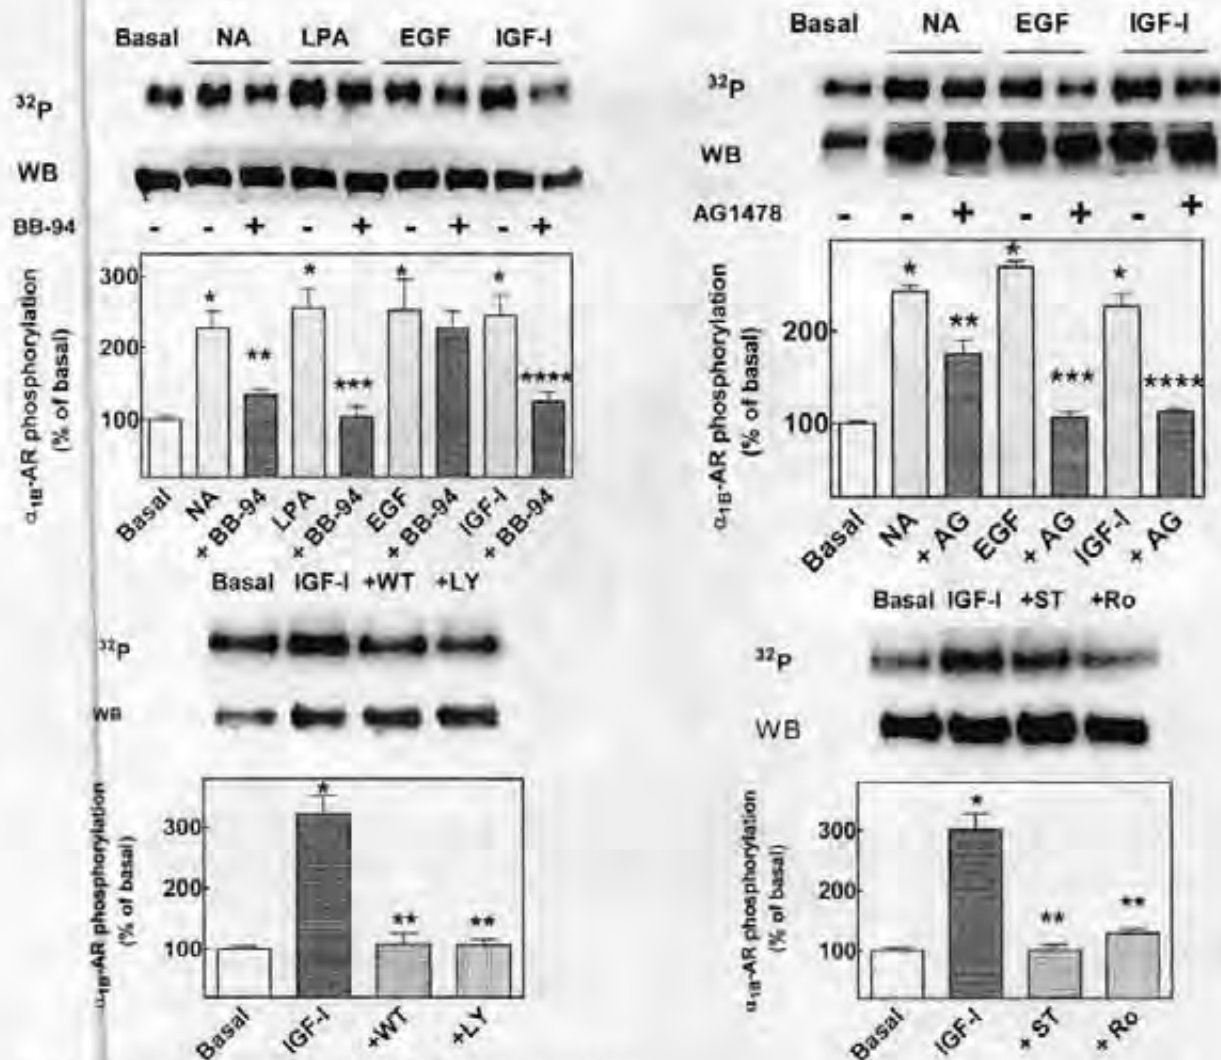 Basal NA LPA EGF IGF-I
32P
WB
BB-94 - - + - + - + - +
α1B-AR phosphorylation
(% of basal)
300
200
100
* ** * *** * * ****
Basal NA + BB-94 LPA + BB-94 EGF + BB-94 IGF-I + BB-94
Basal NA EGF IGF-I
32P
WB
AG1478 - - + - + - +
α1B-AR phosphorylation
(% of basal)
200
100
* ** * *** * ****
Basal NA + AG EGF + AG IGF-I + AG
Basal IGF-I +WT +LY
32P
WB
α1B-AR phosphorylation
(% of basal)
300
200
100
* ** **
Basal IGF-I +WT +LY
Basal IGF-I +ST +Ro
32P
WB
α1B-AR phosphorylation
(% of basal)
300
200
100
* ** **
Basal IGF-I + ST + Ro